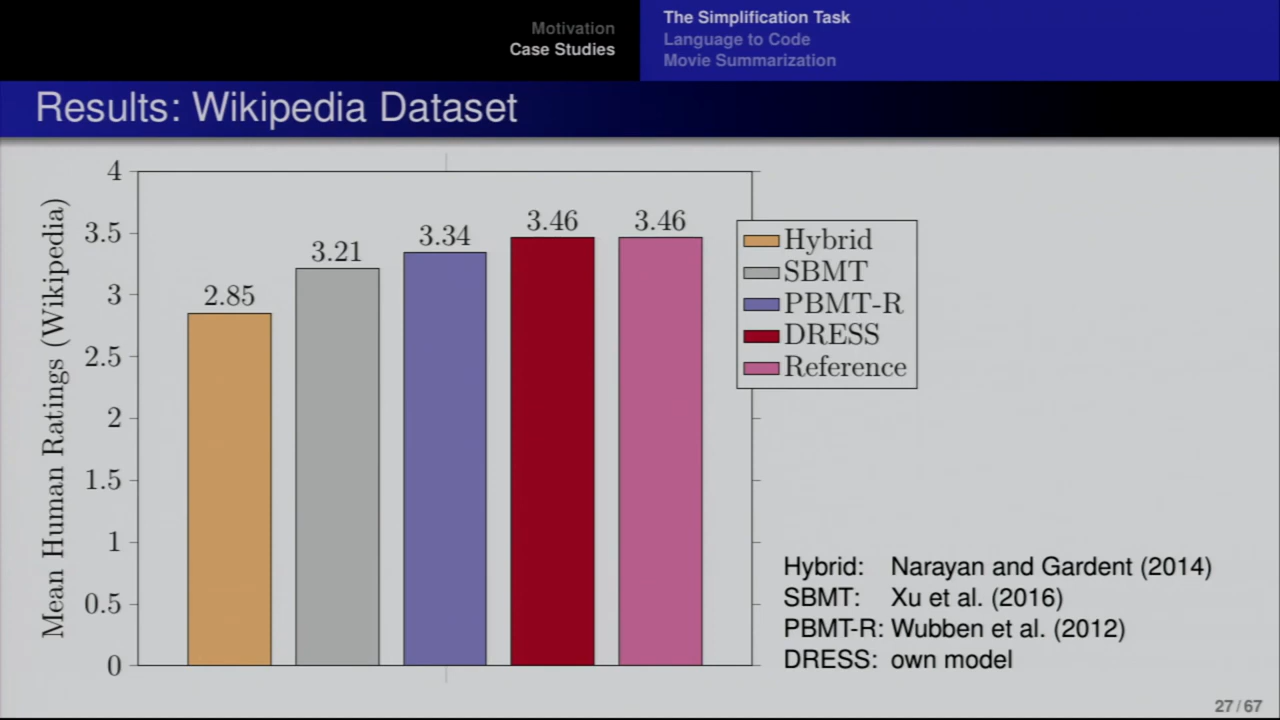 Motivation
Case Studies
The Simplification Task
Language to Code
Movie Summarization
Results: Wikipedia Dataset
Mean Human Ratings (Wikipedia)
4
3.5
3
2.5
2
1.5
1
0.5
0
2.85
3.21
3.34
3.46
3.46
Hybrid
SBMT
PBMT-R
DRESS
Reference
Hybrid: Narayan and Gardent (2014)
SBMT: Xu et al. (2016)
PBMT-R: Wubben et al. (2012)
DRESS: own model
27 / 67